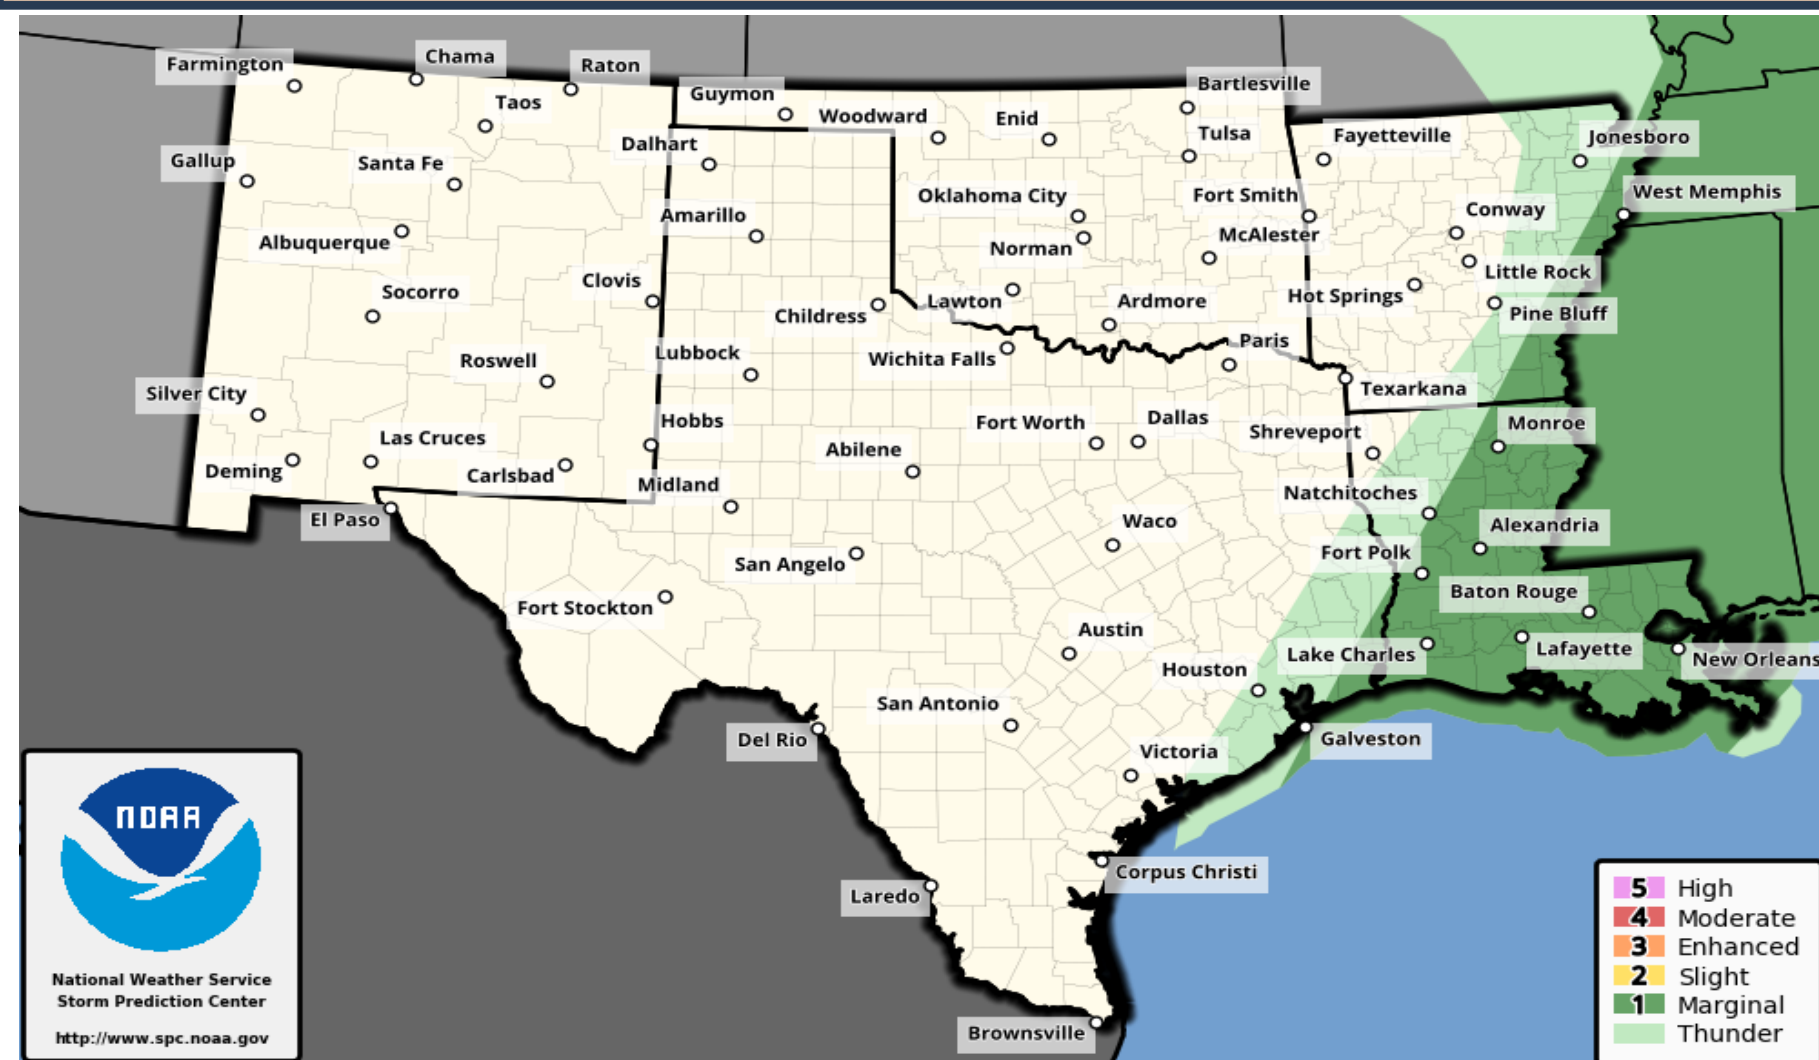 Farmington
Chama
Raton
Taos
Guymon
Woodward
Enid
Bartlesville
Tulsa
Fayetteville
Jonesboro
Gallup
Santa Fe
Dalhart
Oklahoma City
Fort Smith
Conway
West Memphis
Albuquerque
Amarillo
Norman
McAlester
Little Rock
Socorro
Clovis
Childress
Lawton
Ardmore
Hot Springs
Pine Bluff
Roswell
Lubbock
Wichita Falls
Paris
Texarkana
Silver City
Hobbs
Fort Worth
Dallas
Shreveport
Monroe
Las Cruces
Deming
Carlsbad
Midland
Abilene
Natchitoches
El Paso
San Angelo
Waco
Fort Polk
Alexandria
Fort Stockton
Austin
Baton Rouge
Houston
Lake Charles
Lafayette
New Orleans
San Antonio
Del Rio
Victoria
Galveston
Laredo
Corpus Christi
Brownsville
NOAA
National Weather Service
Storm Prediction Center
http://www.spc.noaa.gov
5 High
4 Moderate
3 Enhanced
2 Slight
1 Marginal
Thunder